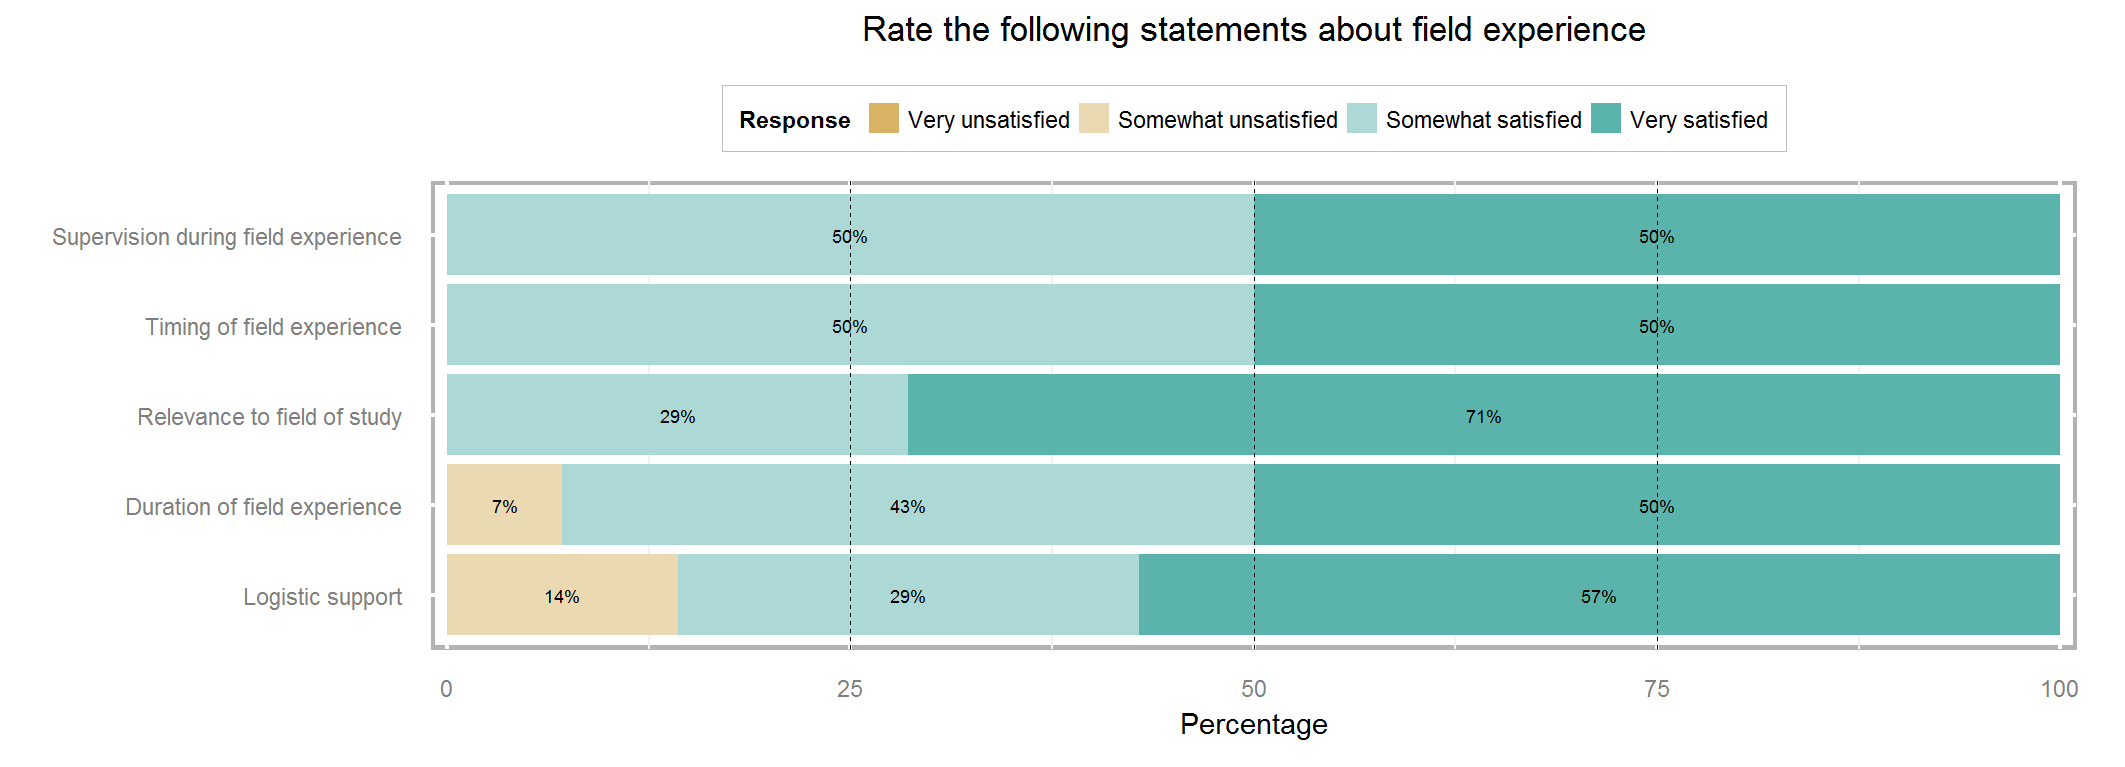 Rate the following statements about field experience
Response Very unsatisfied Somewhat unsatisfied Somewhat satisfied Very satisfied
Supervision during field experience 50% 50%
Timing of field experience 50% 50%
Relevance to field of study 29% 71%
Duration of field experience 7% 43% 50%
Logistic support 14% 29% 57%
0 25 50 75 100
Percentage